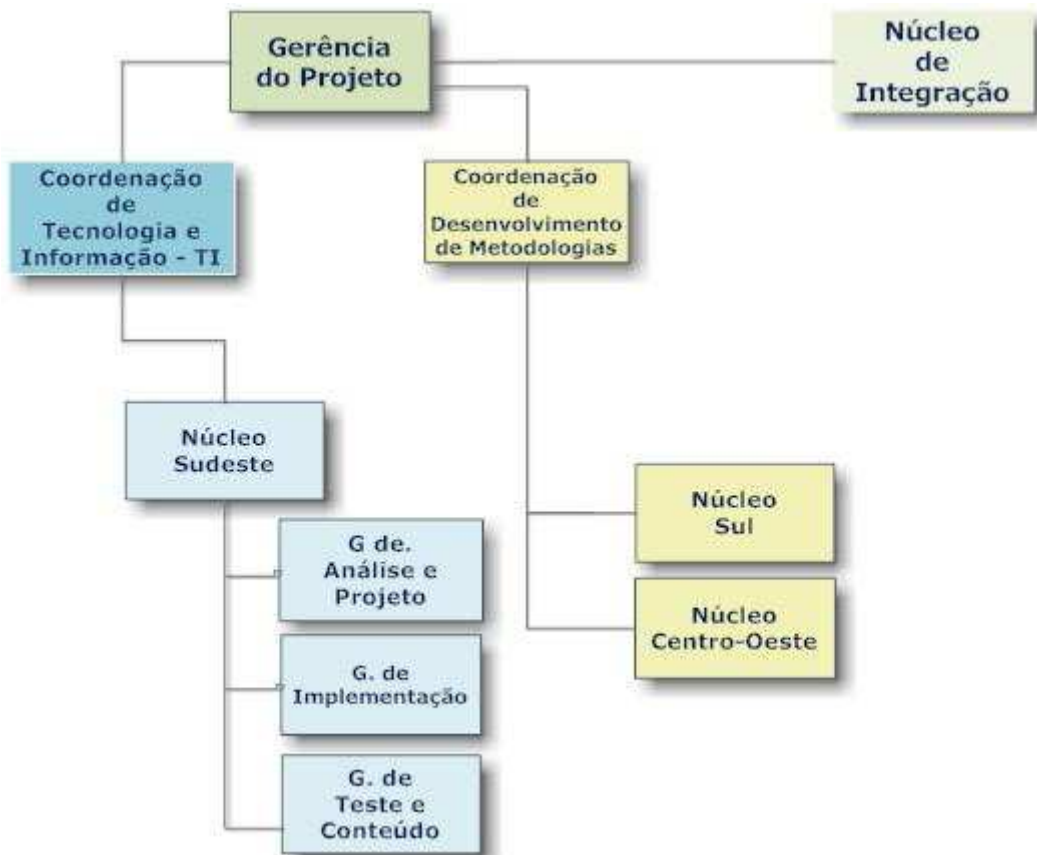 Gerência
do Projeto
Núcleo
de
Integração
Coordenação
de
Tecnologia e
Informação - TI
Coordenação
de
Desenvolvimento
de Metodologias
Núcleo
Sudeste
G de.
Análise e
Projeto
G. de
Implementação
G. de
Teste e
Conteúdo
Núcleo
Sul
Núcleo
Centro-Oeste